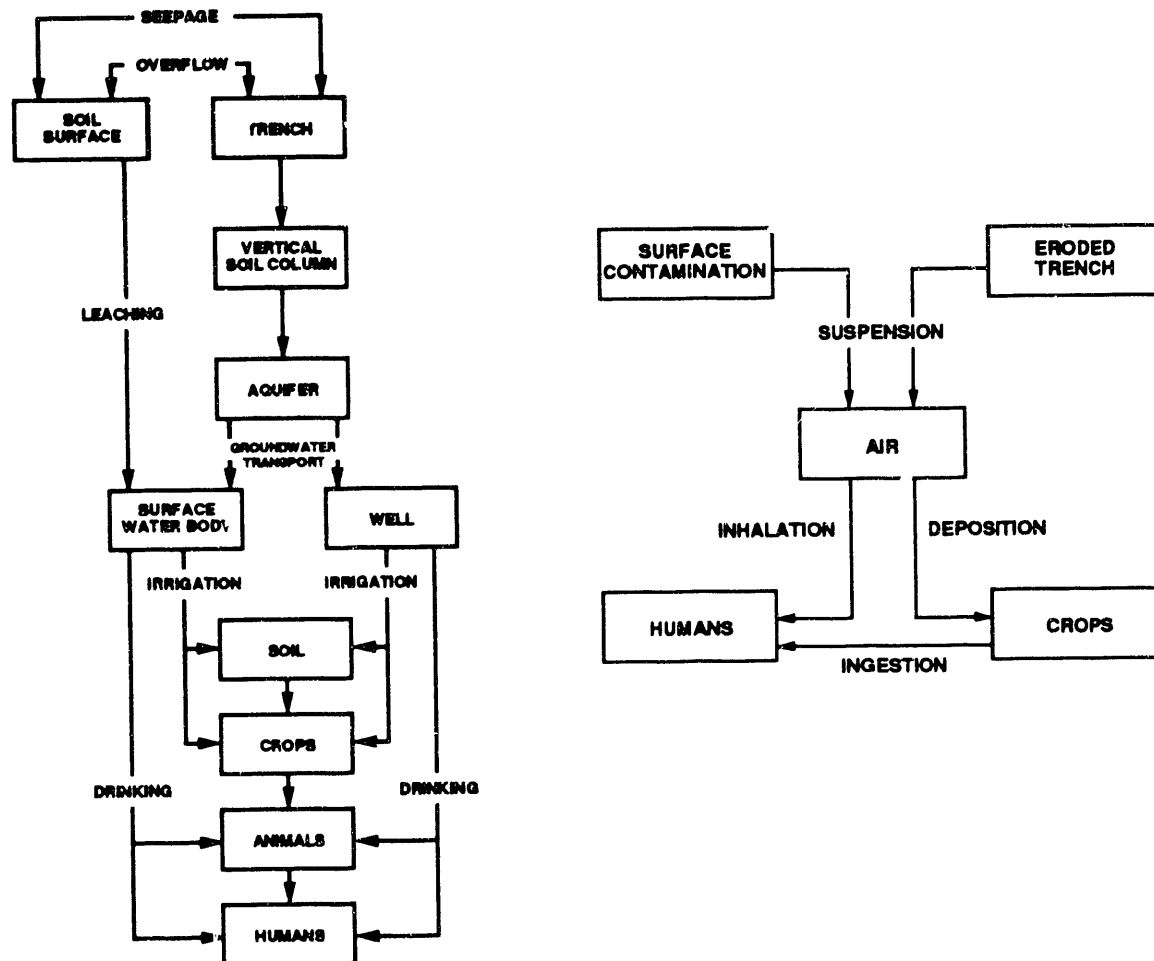 SEEPAGE
OVERFLOW
SOIL
SURFACE
TRENCH
VERTICAL
SOIL COLUMN
LEACHING
AQUIFER
GROUNDWATER
TRANSPORT
SURFACE
WATER BODY
WELL
IRRIGATION
IRRIGATION
SOIL
CROPS
DRINKING
DRINKING
ANIMALS
HUMANS
SURFACE
CONTAMINATION
ERODED
TRENCH
SUSPENSION
AIR
INHALATION
DEPOSITION
HUMANS
CROPS
INGESTION